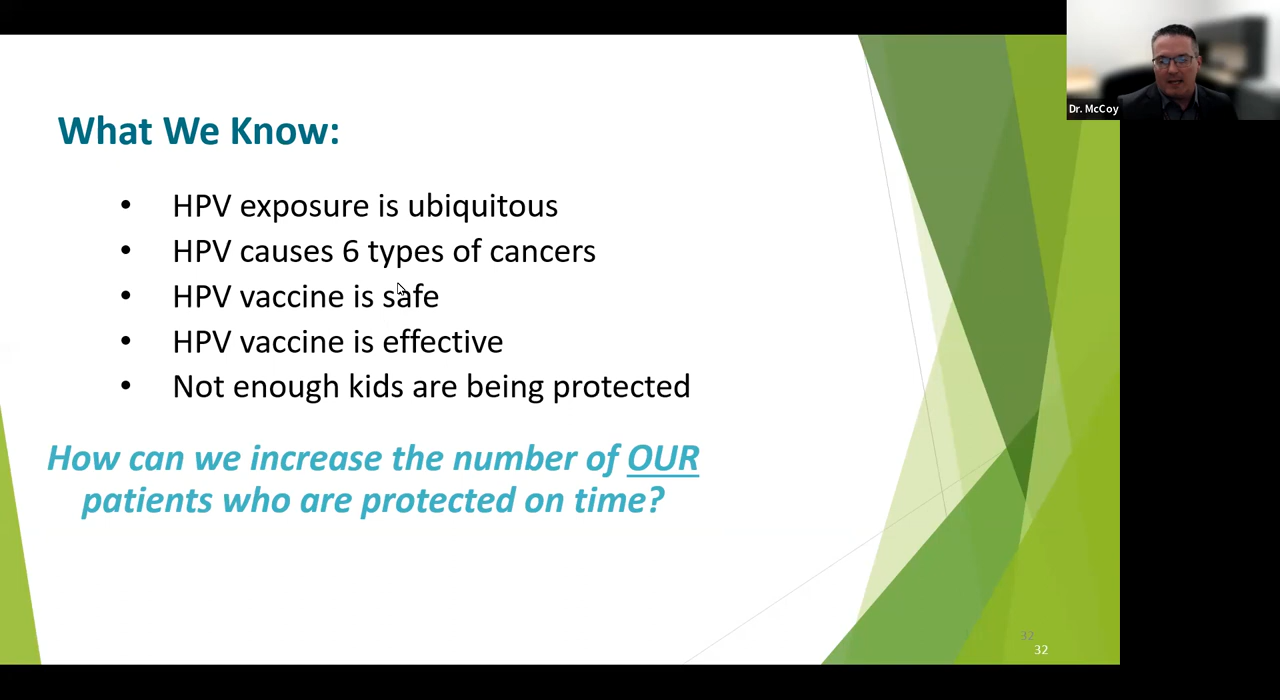 Dr. McCoy
What We Know:
• HPV exposure is ubiquitous
• HPV causes 6 types of cancers
• HPV vaccine is safe
• HPV vaccine is effective
• Not enough kids are being protected
How can we increase the number of OUR
patients who are protected on time?
32
32